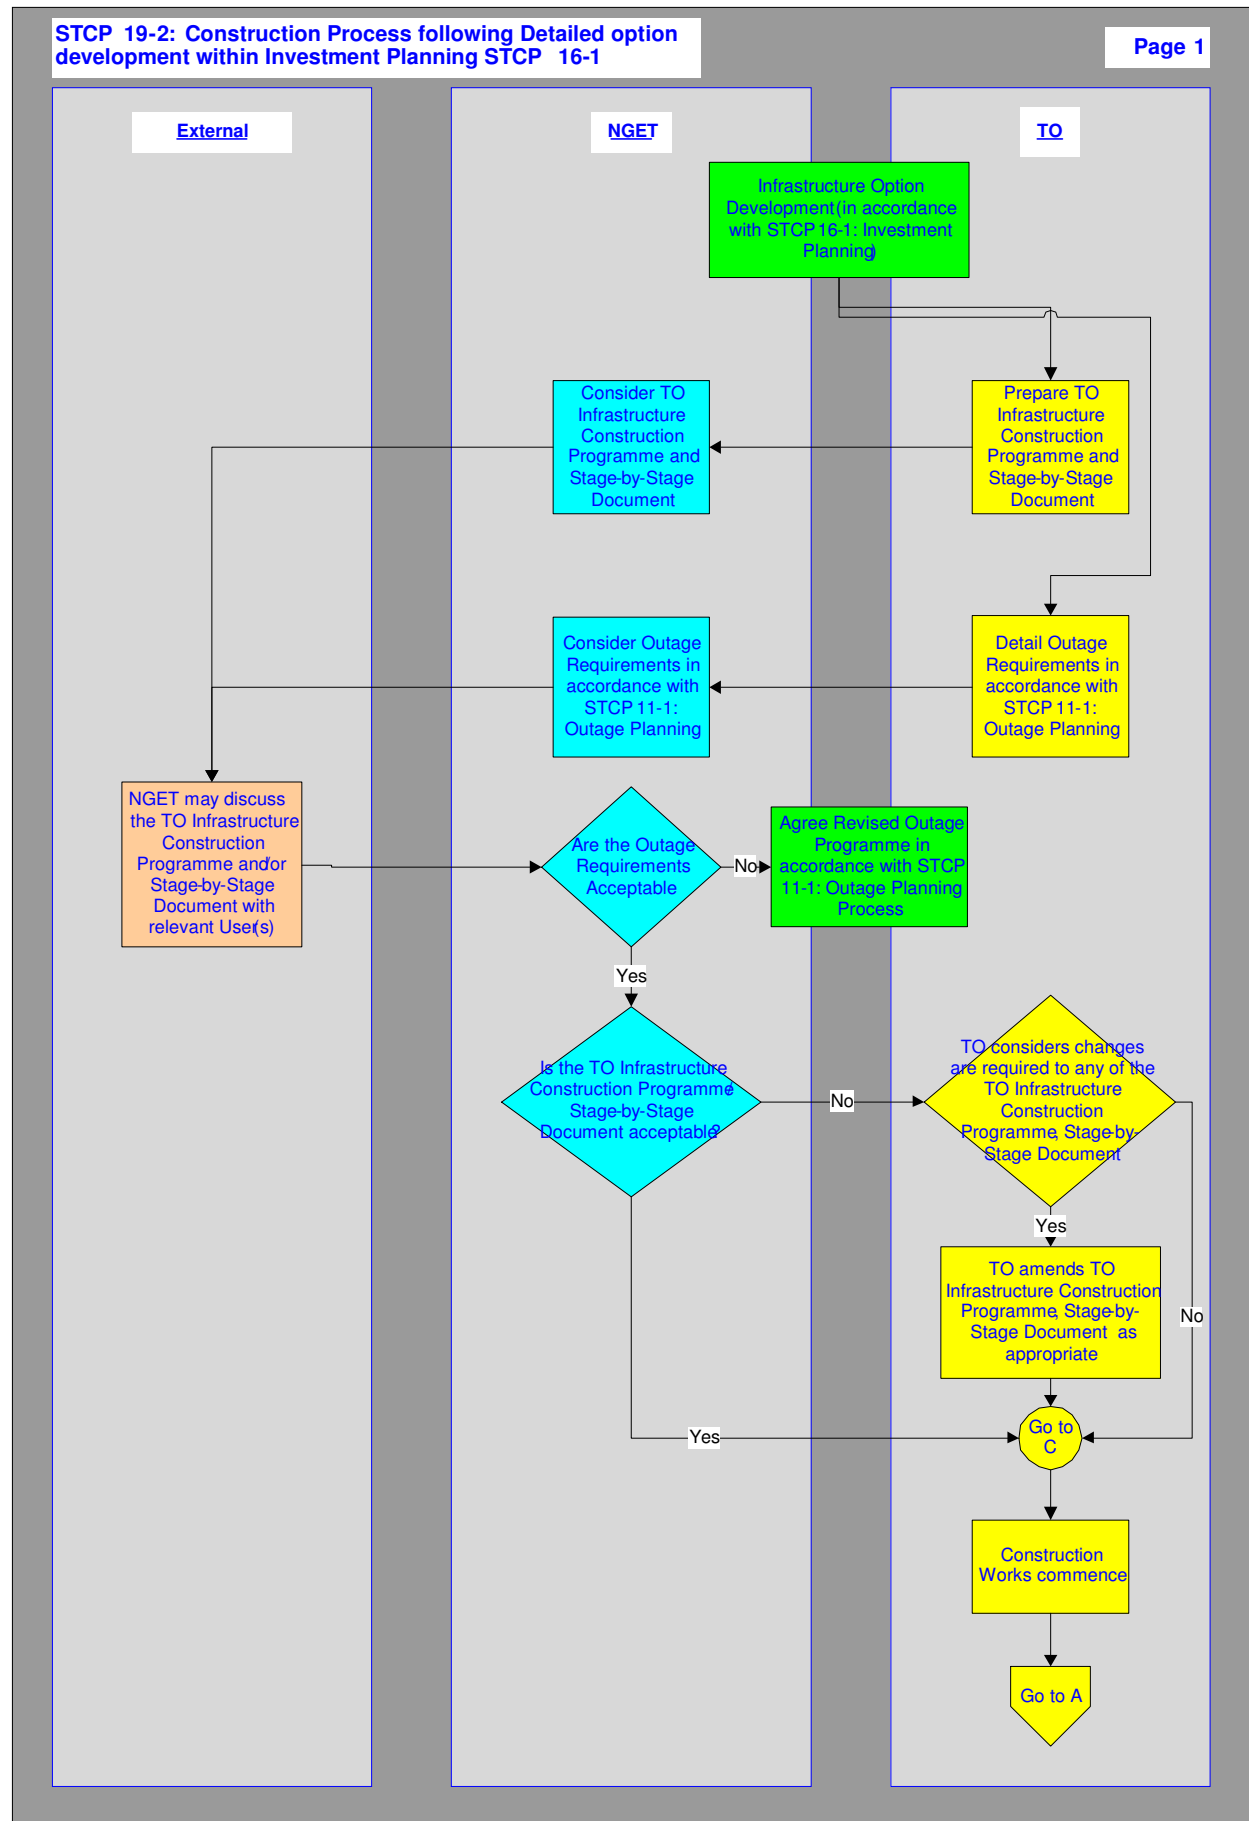 STCP 19-2: Construction Process following Detailed option
development within Investment Planning STCP 16-1
Page 1
External
NGET
TO
Infrastructure Option
Development (in accordance
with STCP 16-1: Investment
Planning)
Consider TO
Infrastructure
Construction
Programme and
Stage-by-Stage
Document
Prepare TO
Infrastructure
Construction
Programme and
Stage-by-Stage
Document
Consider Outage
Requirements in
accordance with
STCP 11-1:
Outage Planning
Detail Outage
Requirements in
accordance with
STCP 11-1:
Outage Planning
NGET may discuss
the TO Infrastructure
Construction
Programme and/or
Stage-by-Stage
Document with
relevant User(s)
Are the Outage
Requirements
Acceptable
No
Agree Revised Outage
Programme in
accordance with STCP
11-1: Outage Planning
Process
Yes
Is the TO Infrastructure
Construction Programme/
Stage-by-Stage
Document acceptable?
No
TO considers changes
are required to any of the
TO Infrastructure
Construction
Programme, Stage-by-
Stage Document
Yes
TO amends TO
Infrastructure Construction
Programme, Stage-by-
Stage Document as
appropriate
No
Yes
Go to
C
Construction
Works commence
Go to A